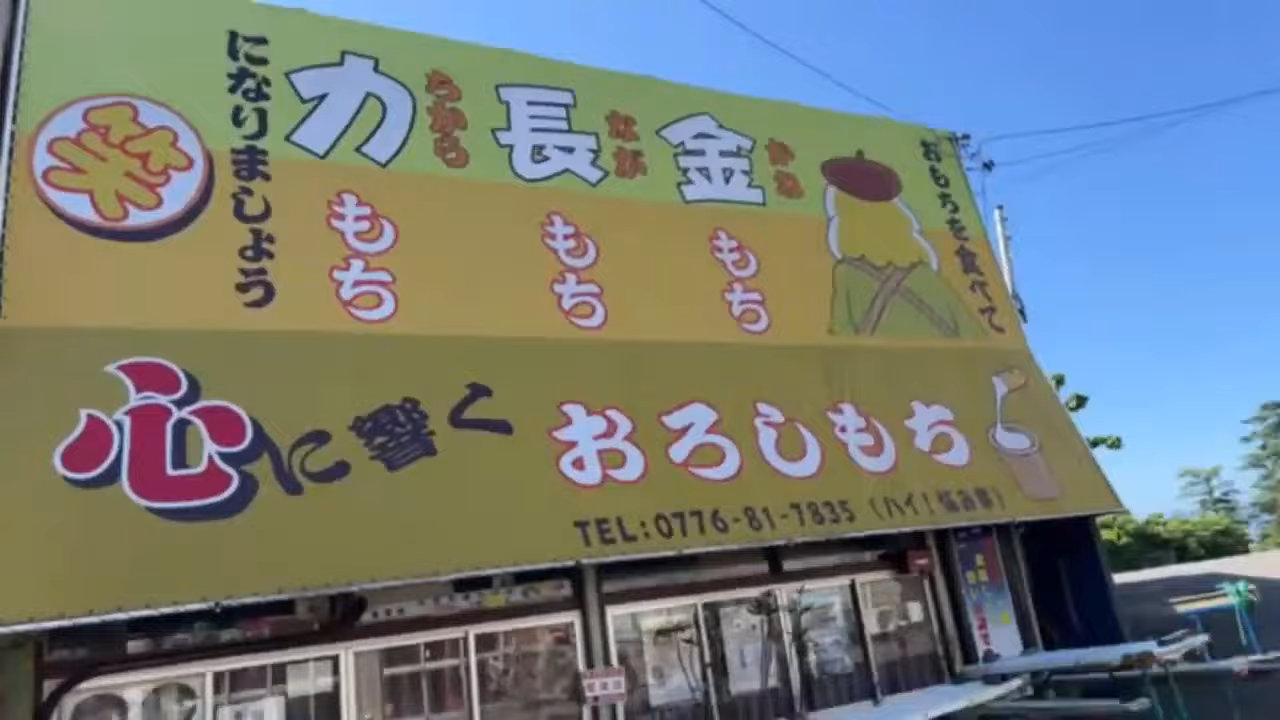 おもちを食べて
金 かね もち
長 なが もち
力 ちから もち
になりましょう
心に響く おろしもち
TEL:0776-81-7835